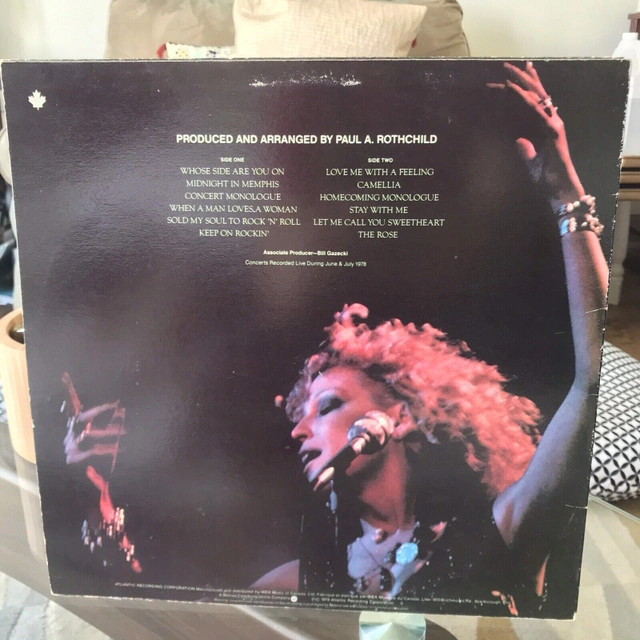 PRODUCED AND ARRANGED BY PAUL A. ROTHCHILD
SIDE ONE
WHOSE SIDE ARE YOU ON
MIDNIGHT IN MEMPHIS
CONCERT MONOLOGUE
WHEN A MAN LOVES A WOMAN
SOLD MY SOUL TO ROCK 'N' ROLL
KEEP ON ROCKIN'
SIDE TWO
LOVE ME WITH A FEELING
CAMELLIA
HOMECOMING MONOLOGUE
STAY WITH ME
LET ME CALL YOU SWEETHEART
THE ROSE
Associate Producer—Bill Gazecki
Concerts Recorded Live During June & July 1978
ATLANTIC RECORDING CORPORATION